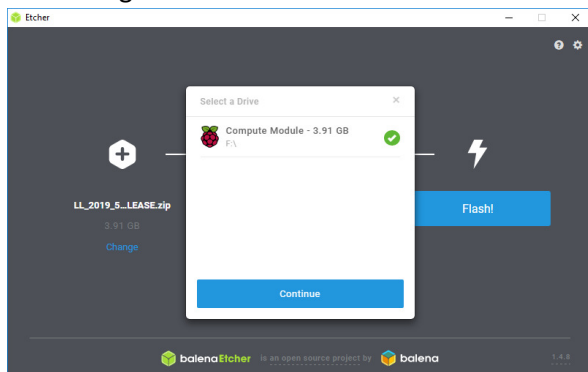 Etcher
Select a Drive
×
Compute Module - 3.91 GB
F:\
LL_2019_5...LEASE.zip
3.91 GB
Change
Flash!
Continue
balenaEtcher is an open source project by balena
1.4.8